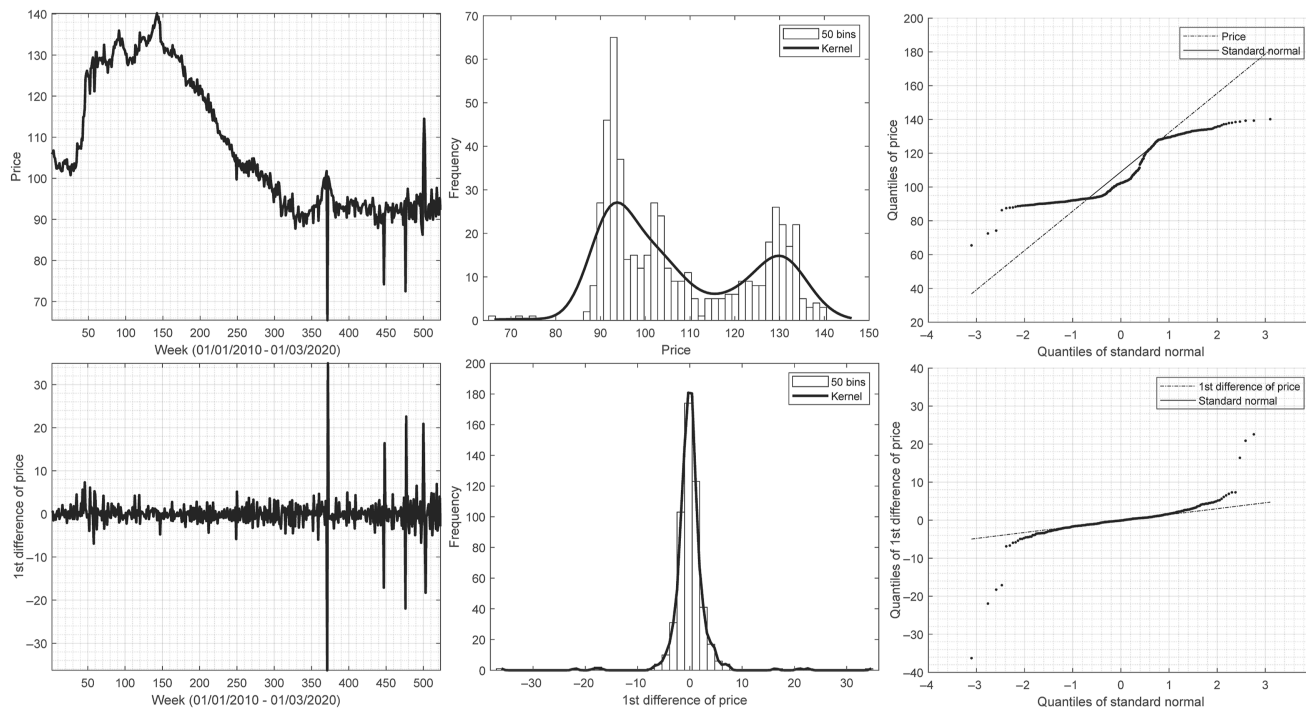 140
130
120
110
100
90
80
70
Price
50 100 150 200 250 300 350 400 450 500
Week (01/01/2010 - 01/03/2020)
70
60
50
40
30
20
10
0
Frequency
50 bins
Kernel
70 80 90 100 110 120 130 140 150
Price
200
180
160
140
120
100
80
60
40
20
Quantiles of price
Price
Standard normal
−4 −3 −2 −1 0 1 2 3
Quantiles of standard normal
30
20
10
0
−10
−20
−30
1st difference of price
50 100 150 200 250 300 350 400 450 500
Week (01/01/2010 - 01/03/2020)
200
180
160
140
120
100
80
60
40
20
0
Frequency
50 bins
Kernel
−30 −20 −10 0 10 20 30
1st difference of price
40
30
20
10
0
−10
−20
−30
−40
Quantiles of 1st difference of price
1st difference of price
Standard normal
−4 −3 −2 −1 0 1 2 3
Quantiles of standard normal